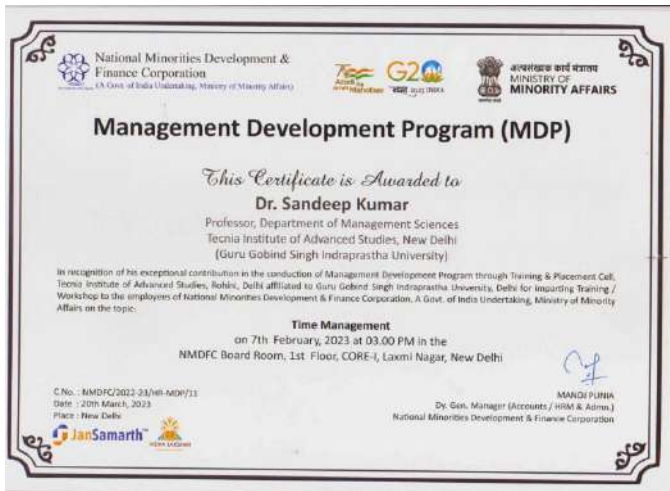 National Minorities Development &
Finance Corporation
(A Govt. of India Undertaking, Ministry of Minority Affairs)
Azadi Ka
Amrit Mahotsav
G20
भारत 2023 INDIA
अल्पसंख्यक कार्य मंत्रालय
MINISTRY OF
MINORITY AFFAIRS
Management Development Program (MDP)
This Certificate is Awarded to
Dr. Sandeep Kumar
Professor, Department of Management Sciences
Tecnia Institute of Advanced Studies, New Delhi
(Guru Gobind Singh Indraprastha University)
In recognition of his exceptional contribution in the conduction of Management Development Program through Training & Placement Cell,
Tecnia Institute of Advanced Studies, Rohini, Delhi affiliated to Guru Gobind Singh Indraprastha University, Delhi for imparting Training /
Workshop to the employees of National Minorities Development & Finance Corporation, A Govt. of India Undertaking, Ministry of Minority
Affairs on the topic:
Time Management
on 7th February, 2023 at 03.00 PM in the
NMDFC Board Room, 1st Floor, CORE-I, Laxmi Nagar, New Delhi
C.No. : NMDFC/2022-23/HR-MDP/11
Date : 20th March, 2023
Place : New Delhi
MANOJ PUNIA
Dy. Gen. Manager (Accounts / HRM & Admn.)
National Minorities Development & Finance Corporation
JanSamarth™